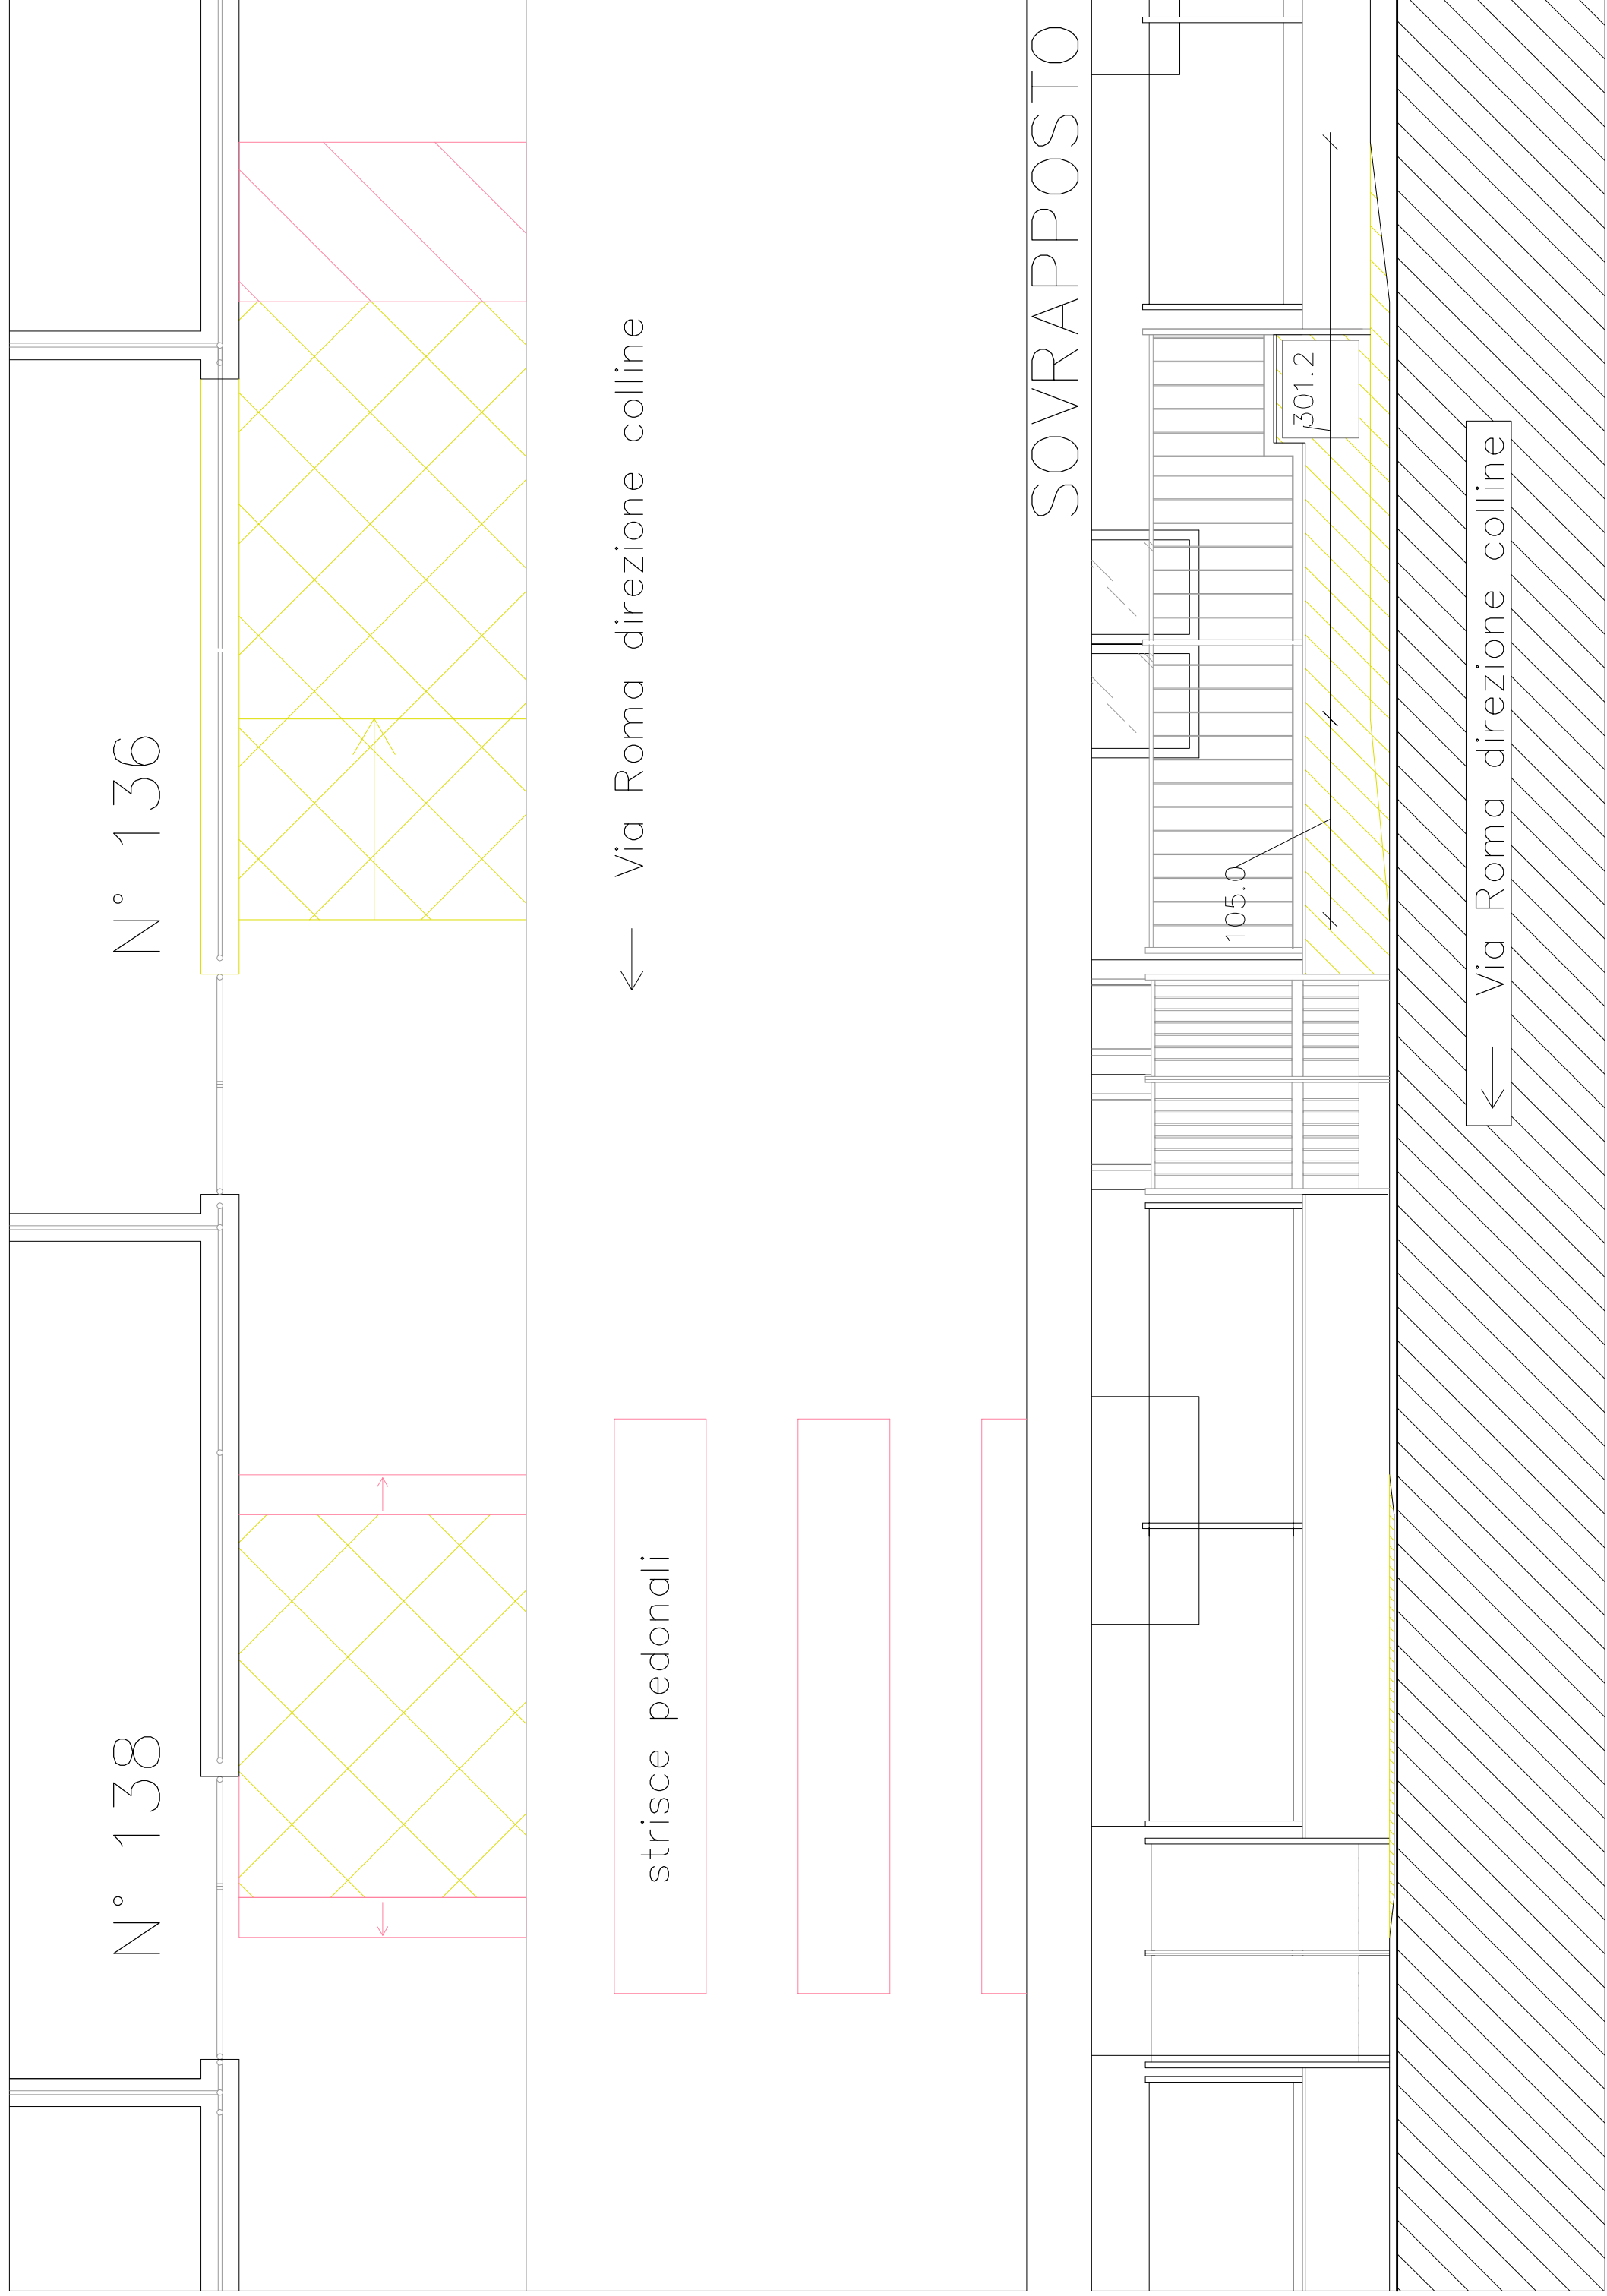 N° 138
N° 136
strisce pedonali
Via Roma direzione colline
SOVRAPPOSTO
105.0
301.2
Via Roma direzione colline